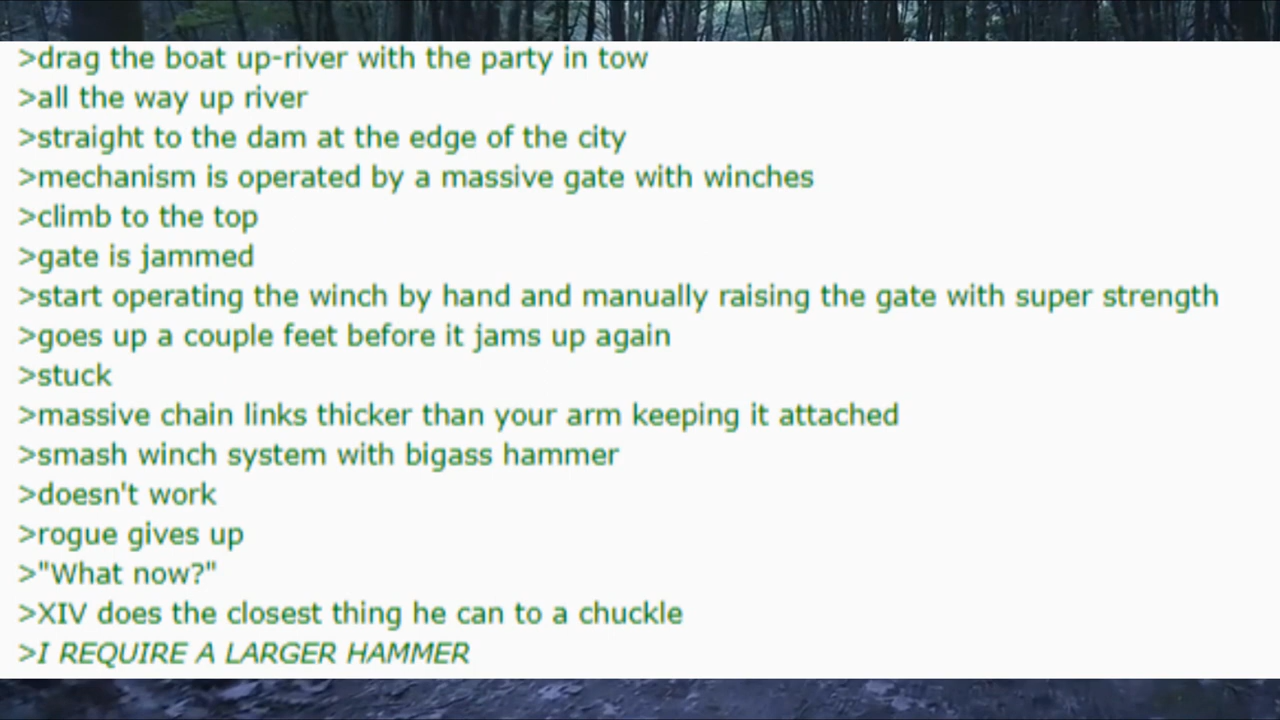 >drag the boat up-river with the party in tow
>all the way up river
>straight to the dam at the edge of the city
>mechanism is operated by a massive gate with winches
>climb to the top
>gate is jammed
>start operating the winch by hand and manually raising the gate with super strength
>goes up a couple feet before it jams up again
>stuck
>massive chain links thicker than your arm keeping it attached
>smash winch system with bigass hammer
>doesn't work
>rogue gives up
>"What now?"
>XIV does the closest thing he can to a chuckle
>I REQUIRE A LARGER HAMMER